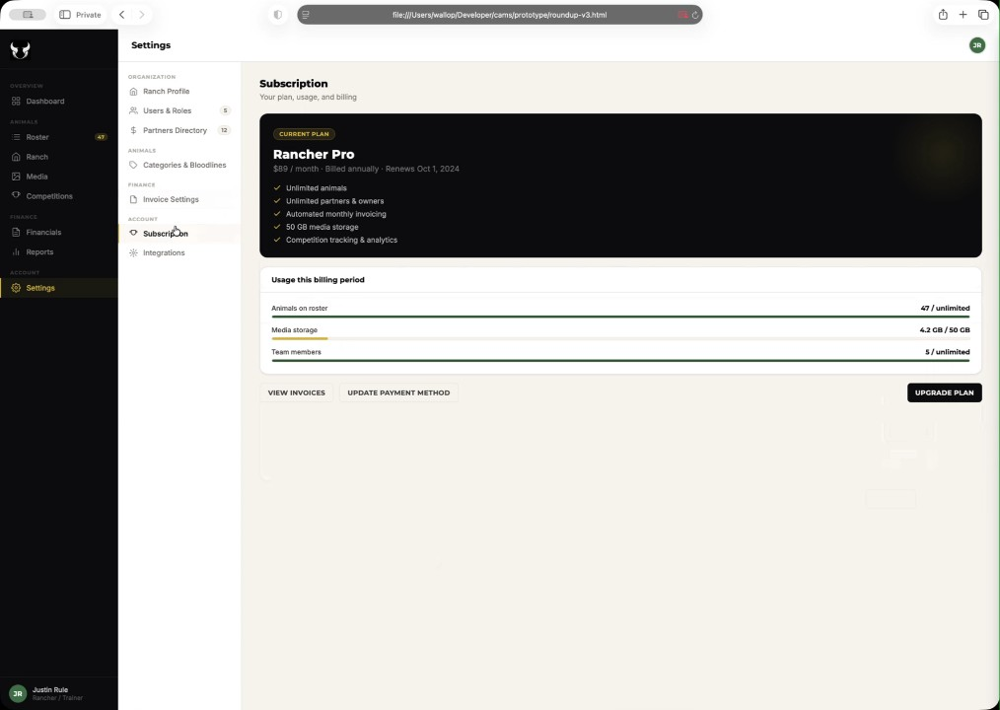 Private
file:///Users/wallop/Developer/cams/prototype/roundup-v3.html
Settings
JR
OVERVIEW
Dashboard
ANIMALS
Roster 47
Ranch
Media
Competitions
FINANCE
Financials
Reports
ACCOUNT
Settings
JR
Justin Rule
Rancher / Trainer
ORGANIZATION
Ranch Profile
Users & Roles 5
Partners Directory 12
ANIMALS
Categories & Bloodlines
FINANCE
Invoice Settings
ACCOUNT
Subscription
Integrations
Subscription
Your plan, usage, and billing
CURRENT PLAN
Rancher Pro
$89 / month · Billed annually · Renews Oct 1, 2024
Unlimited animals
Unlimited partners & owners
Automated monthly invoicing
50 GB media storage
Competition tracking & analytics
Usage this billing period
Animals on roster 47 / unlimited
Media storage 4.2 GB / 50 GB
Team members 5 / unlimited
VIEW INVOICES UPDATE PAYMENT METHOD UPGRADE PLAN